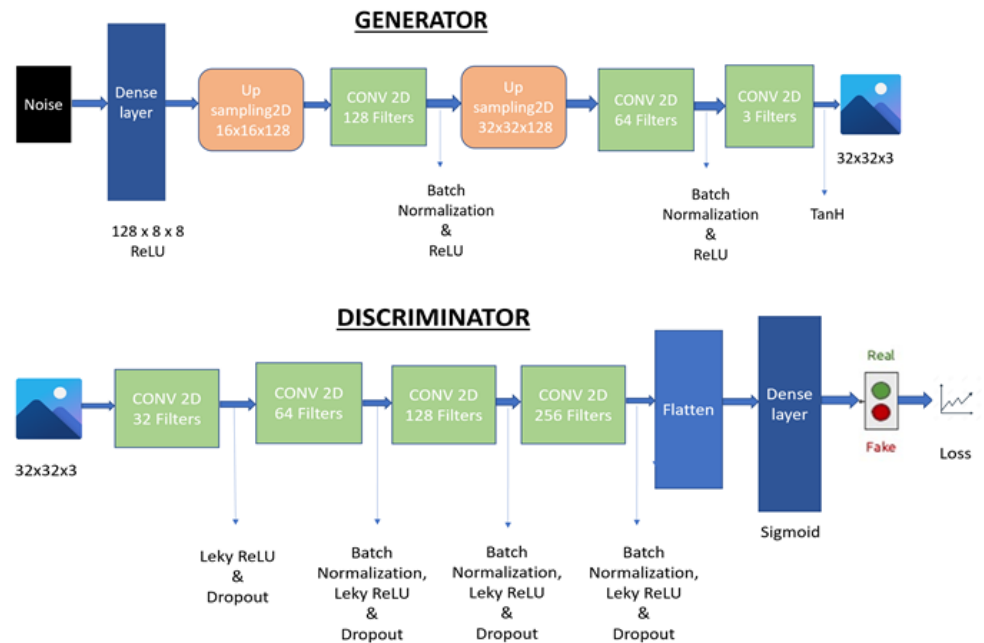 GENERATOR
Noise
Dense
layer
Up
sampling2D
16x16x128
CONV 2D
128 Filters
Up
sampling2D
32x32x128
CONV 2D
64 Filters
CONV 2D
3 Filters
32x32x3
128 x 8 x 8
ReLU
Batch
Normalization
&
ReLU
Batch
Normalization
&
ReLU
TanH
DISCRIMINATOR
32x32x3
CONV 2D
32 Filters
CONV 2D
64 Filters
CONV 2D
128 Filters
CONV 2D
256 Filters
Flatten
Dense
layer
Sigmoid
Real
Fake
Loss
Leky ReLU
&
Dropout
Batch
Normalization,
Leky ReLU
&
Dropout
Batch
Normalization,
Leky ReLU
&
Dropout
Batch
Normalization,
Leky ReLU
&
Dropout